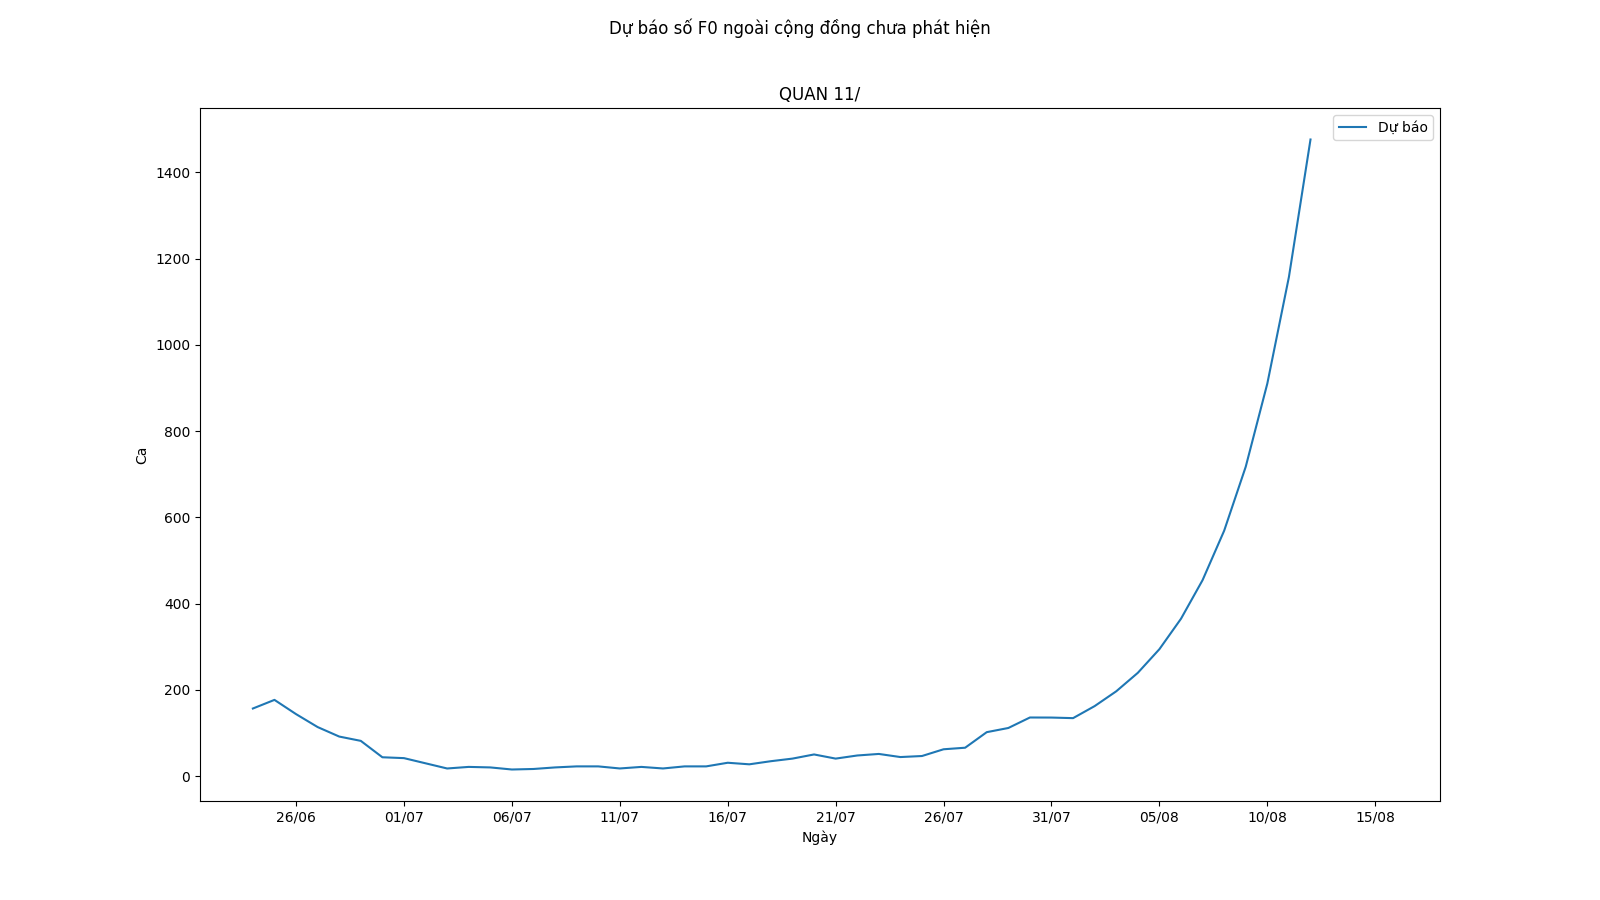 Dự báo số F0 ngoài cộng đồng chưa phát hiện
QUAN 11/
Dự báo
1400
1200
1000
800
600
400
200
0
Ca
26/06 01/07 06/07 11/07 16/07 21/07 26/07 31/07 05/08 10/08 15/08
Ngày